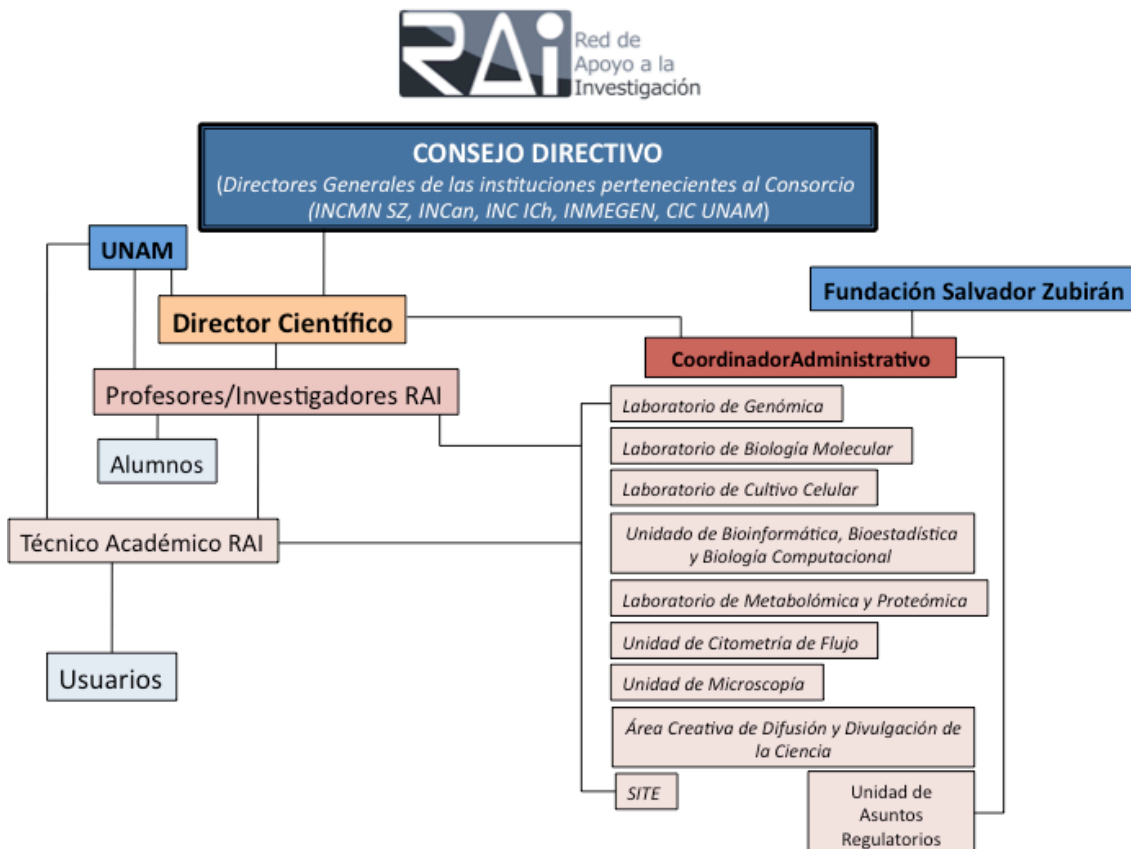 RAi
Red de
Apoyo a la
Investigación
CONSEJO DIRECTIVO
(Directores Generales de las instituciones pertenecientes al Consorcio
(INCMN SZ, INCan, INC ICh, INMEGEN, CIC UNAM)
UNAM
Fundación Salvador Zubirán
Director Científico
CoordinadorAdministrativo
Profesores/Investigadores RAI
Laboratorio de Genómica
Alumnos
Laboratorio de Biología Molecular
Laboratorio de Cultivo Celular
Técnico Académico RAI
Unidado de Bioinformática, Bioestadística
y Biología Computacional
Laboratorio de Metabolómica y Proteómica
Unidad de Citometría de Flujo
Usuarios
Unidad de Microscopía
Área Creativa de Difusión y Divulgación de
la Ciencia
SITE
Unidad de
Asuntos
Regulatorios